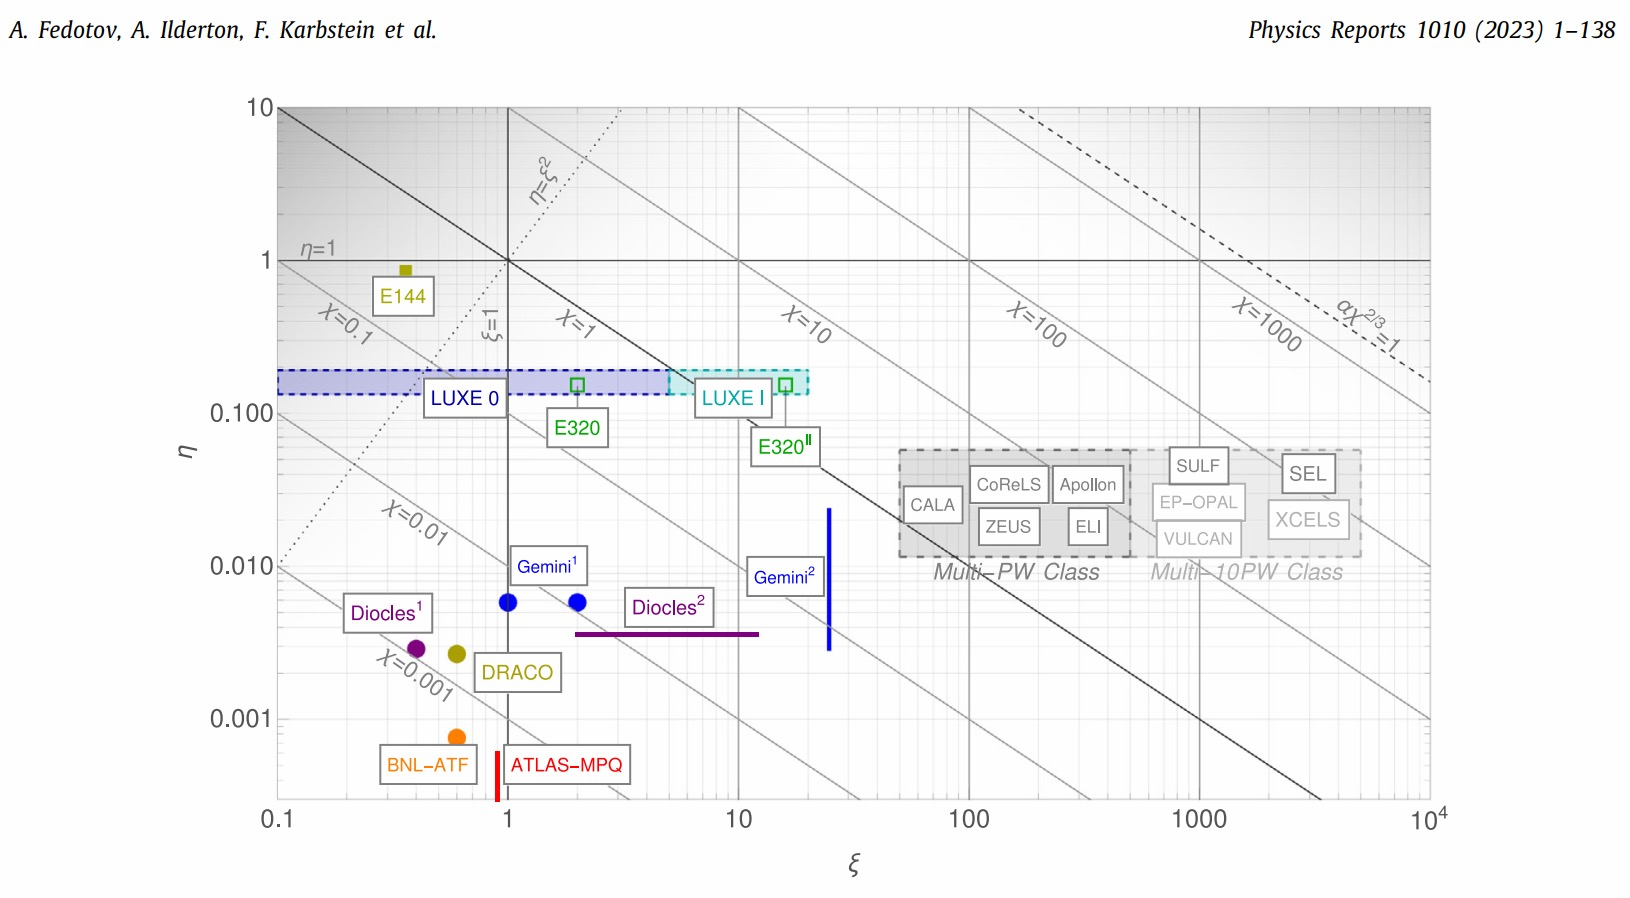 A. Fedotov, A. Ilderton, F. Karbstein et al.
Physics Reports 1010 (2023) 1–138
10
1
0.100
0.010
0.001
η
η=ξ²
η=1
E144
χ=0.1
ξ=1
χ=1
χ=10
χ=100
χ=1000
αχ^2/3=1
LUXE 0
E320
LUXE I
E320ᴵᴵ
SULF
SEL
CoReLS
Apollon
CALA
EP−OPAL
XCELS
ZEUS
ELI
VULCAN
χ=0.01
Gemini¹
Gemini²
Multi−PW Class
Multi−10PW Class
Diocles¹
Diocles²
χ=0.001
DRACO
BNL−ATF
ATLAS−MPQ
0.1
1
10
100
1000
10⁴
ξ